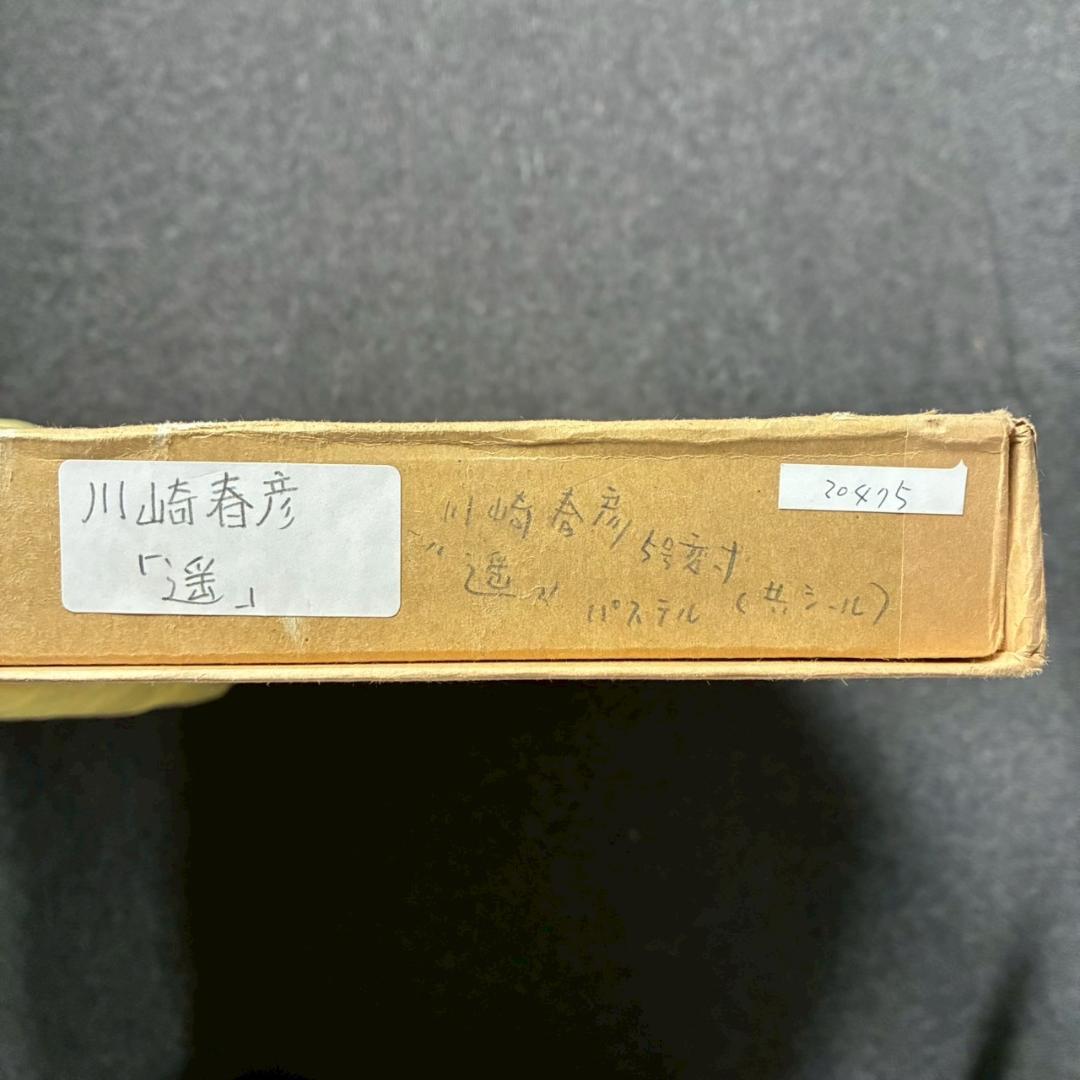 川崎春彦
「遥」
川崎春彦 5号変寸
〃遥〃
パステル (共シール)
20475